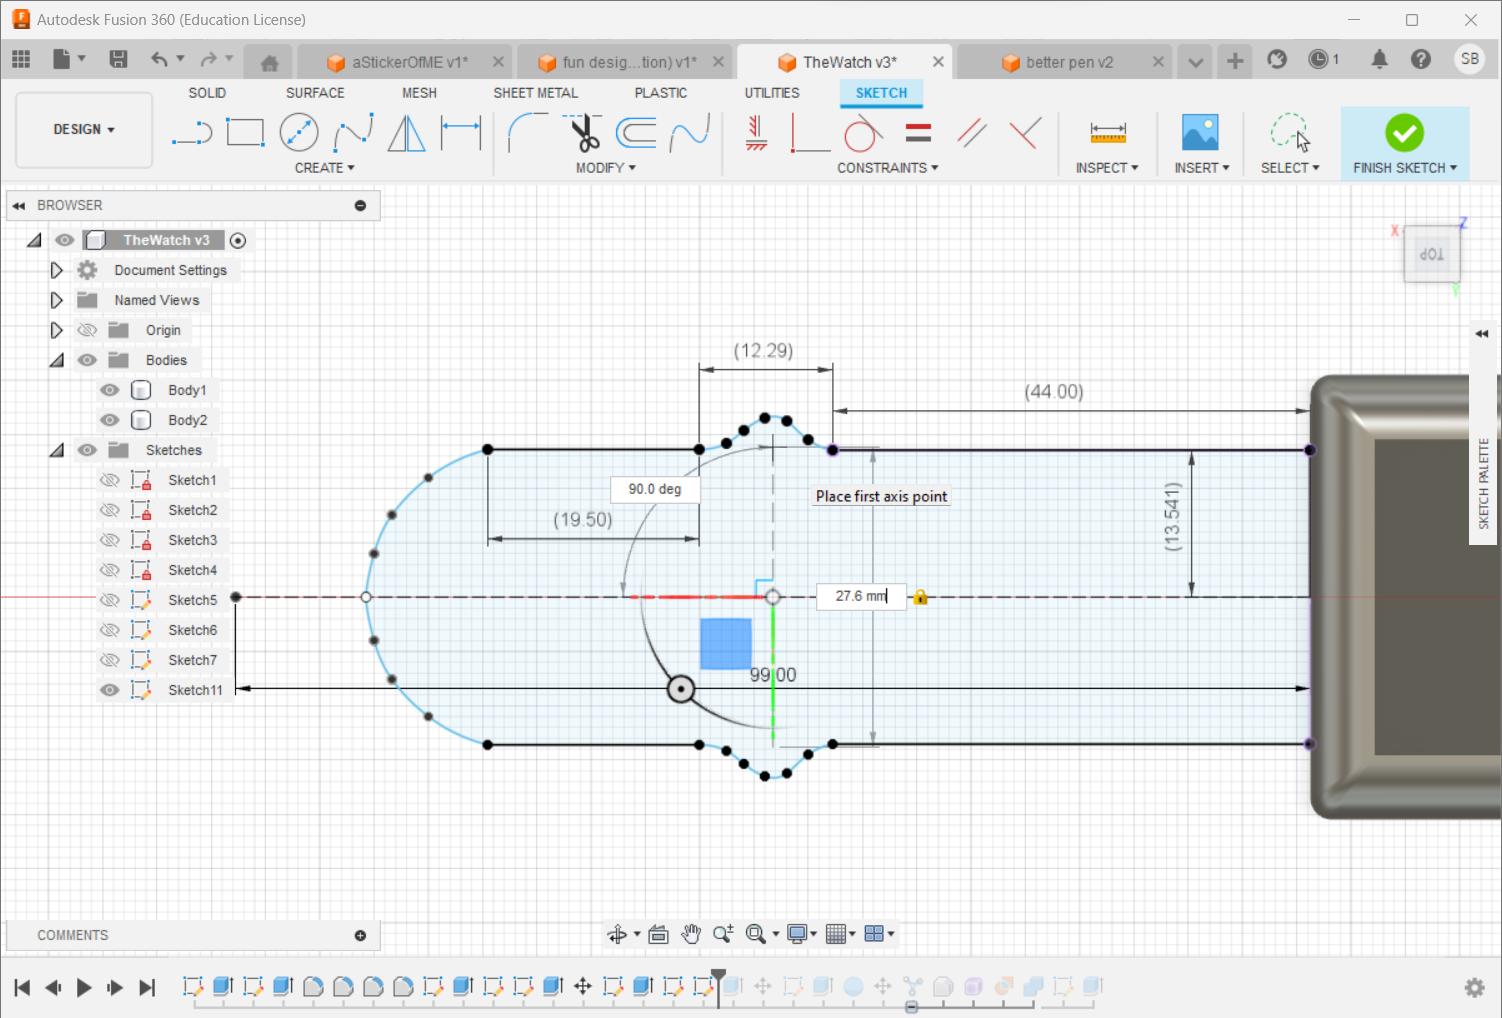 Autodesk Fusion 360 (Education License)
aStickerOfME v1*
fun desig...tion) v1*
TheWatch v3*
better pen v2
1
SB
SOLID
SURFACE
MESH
SHEET METAL
PLASTIC
UTILITIES
SKETCH
DESIGN
CREATE
MODIFY
CONSTRAINTS
INSPECT
INSERT
SELECT
FINISH SKETCH
BROWSER
TheWatch v3
Document Settings
Named Views
Origin
Bodies
Body1
Body2
Sketches
Sketch1
Sketch2
Sketch3
Sketch4
Sketch5
Sketch6
Sketch7
Sketch11
X
Z
TOP
Y
(12.29)
(44.00)
90.0 deg
Place first axis point
(19.50)
(13.541)
27.6 mm
99.00
SKETCH PALETTE
COMMENTS